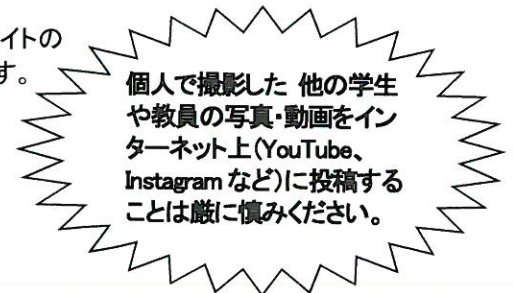 イトの
す。
個人で撮影した 他の学生
や教員の写真・動画をイン
ターネット上(YouTube、
Instagram など)に投稿する
ことは厳に慎みください。